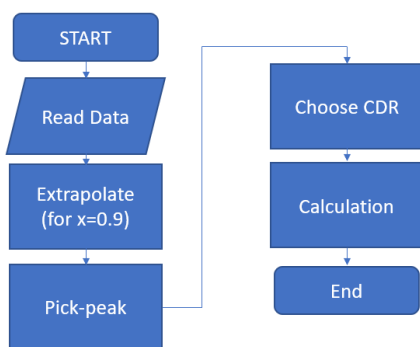 START
Read Data
Extrapolate
(for x=0.9)
Pick-peak
Choose CDR
Calculation
End